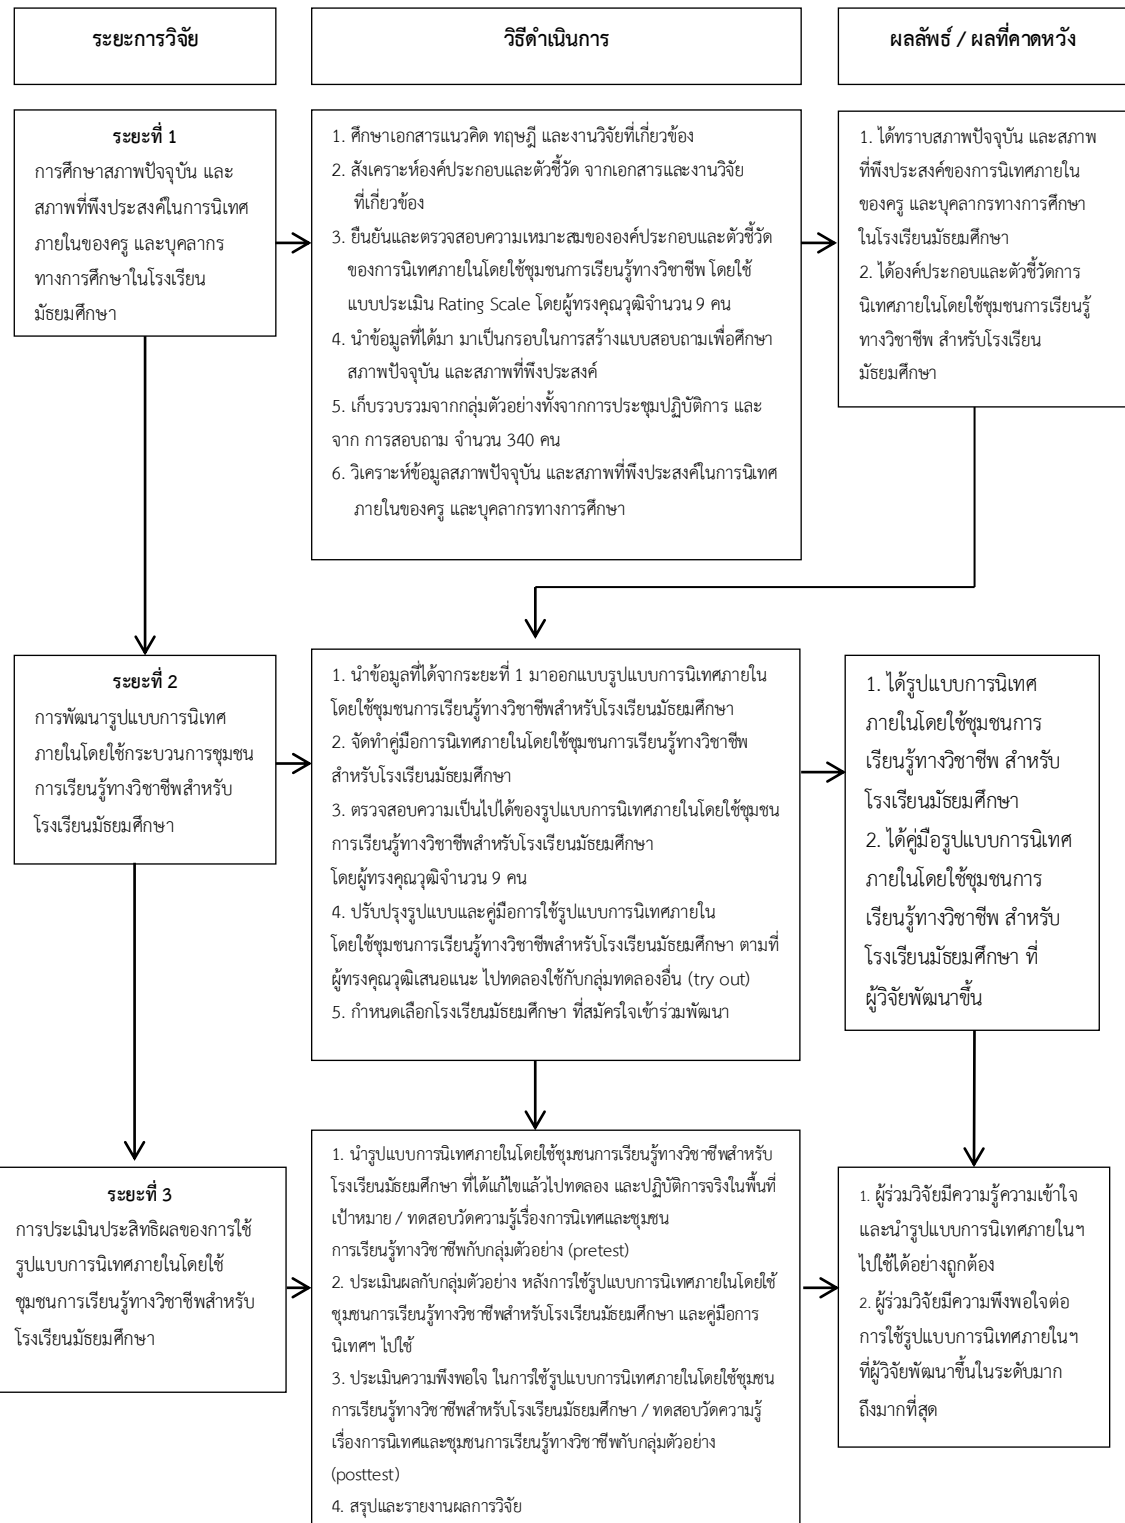 ระยะการวิจัย
วิธีดำเนินการ
ผลลัพธ์ / ผลที่คาดหวัง
ระยะที่ 1
การศึกษาสภาพปัจจุบัน และ
สภาพที่พึงประสงค์ในการนิเทศ
ภายในของครู และบุคลากร
ทางการศึกษาในโรงเรียน
มัธยมศึกษา
1. ศึกษาเอกสารแนวคิด ทฤษฎี และงานวิจัยที่เกี่ยวข้อง
2. สังเคราะห์องค์ประกอบและตัวชี้วัด จากเอกสารและงานวิจัย
ที่เกี่ยวข้อง
3. ยืนยันและตรวจสอบความเหมาะสมขององค์ประกอบและตัวชี้วัด
ของการนิเทศภายในโดยใช้ชุมชนการเรียนรู้ทางวิชาชีพ โดยใช้
แบบประเมิน Rating Scale โดยผู้ทรงคุณวุฒิจำนวน 9 คน
4. นำข้อมูลที่ได้มา มาเป็นกรอบในการสร้างแบบสอบถามเพื่อศึกษา
สภาพปัจจุบัน และสภาพที่พึงประสงค์
5. เก็บรวบรวมจากกลุ่มตัวอย่างทั้งจากการประชุมปฏิบัติการ และ
จาก การสอบถาม จำนวน 340 คน
6. วิเคราะห์ข้อมูลสภาพปัจจุบัน และสภาพที่พึงประสงค์ในการนิเทศ
ภายในของครู และบุคลากรทางการศึกษา
1. ได้ทราบสภาพปัจจุบัน และสภาพ
ที่พึงประสงค์ของการนิเทศภายใน
ของครู และบุคลากรทางการศึกษา
ในโรงเรียนมัธยมศึกษา
2. ได้องค์ประกอบและตัวชี้วัดการ
นิเทศภายในโดยใช้ชุมชนการเรียนรู้
ทางวิชาชีพ สำหรับโรงเรียน
มัธยมศึกษา
ระยะที่ 2
การพัฒนารูปแบบการนิเทศ
ภายในโดยใช้กระบวนการชุมชน
การเรียนรู้ทางวิชาชีพสำหรับ
โรงเรียนมัธยมศึกษา
1. นำข้อมูลที่ได้จากระยะที่ 1 มาออกแบบรูปแบบการนิเทศภายใน
โดยใช้ชุมชนการเรียนรู้ทางวิชาชีพสำหรับโรงเรียนมัธยมศึกษา
2. จัดทำคู่มือการนิเทศภายในโดยใช้ชุมชนการเรียนรู้ทางวิชาชีพ
สำหรับโรงเรียนมัธยมศึกษา
3. ตรวจสอบความเป็นไปได้ของรูปแบบการนิเทศภายในโดยใช้ชุมชน
การเรียนรู้ทางวิชาชีพสำหรับโรงเรียนมัธยมศึกษา
โดยผู้ทรงคุณวุฒิจำนวน 9 คน
4. ปรับปรุงรูปแบบและคู่มือการใช้รูปแบบการนิเทศภายใน
โดยใช้ชุมชนการเรียนรู้ทางวิชาชีพสำหรับโรงเรียนมัธยมศึกษา ตามที่
ผู้ทรงคุณวุฒิเสนอแนะ ไปทดลองใช้กับกลุ่มทดลองอื่น (try out)
5. กำหนดเลือกโรงเรียนมัธยมศึกษา ที่สมัครใจเข้าร่วมพัฒนา
1. ได้รูปแบบการนิเทศ
ภายในโดยใช้ชุมชนการ
เรียนรู้ทางวิชาชีพ สำหรับ
โรงเรียนมัธยมศึกษา
2. ได้คู่มือรูปแบบการนิเทศ
ภายในโดยใช้ชุมชนการ
เรียนรู้ทางวิชาชีพ สำหรับ
โรงเรียนมัธยมศึกษา ที่
ผู้วิจัยพัฒนาขึ้น
ระยะที่ 3
การประเมินประสิทธิผลของการใช้
รูปแบบการนิเทศภายในโดยใช้
ชุมชนการเรียนรู้ทางวิชาชีพสำหรับ
โรงเรียนมัธยมศึกษา
1. นำรูปแบบการนิเทศภายในโดยใช้ชุมชนการเรียนรู้ทางวิชาชีพสำหรับ
โรงเรียนมัธยมศึกษา ที่ได้แก้ไขแล้วไปทดลอง และปฏิบัติการจริงในพื้นที่
เป้าหมาย / ทดสอบวัดความรู้เรื่องการนิเทศและชุมชน
การเรียนรู้ทางวิชาชีพกับกลุ่มตัวอย่าง (pretest)
2. ประเมินผลกับกลุ่มตัวอย่าง หลังการใช้รูปแบบการนิเทศภายในโดยใช้
ชุมชนการเรียนรู้ทางวิชาชีพสำหรับโรงเรียนมัธยมศึกษา และคู่มือการ
นิเทศฯ ไปใช้
3. ประเมินความพึงพอใจ ในการใช้รูปแบบการนิเทศภายในโดยใช้ชุมชน
การเรียนรู้ทางวิชาชีพสำหรับโรงเรียนมัธยมศึกษา / ทดสอบวัดความรู้
เรื่องการนิเทศและชุมชนการเรียนรู้ทางวิชาชีพกับกลุ่มตัวอย่าง
(posttest)
4. สรุปและรายงานผลการวิจัย
1. ผู้ร่วมวิจัยมีความรู้ความเข้าใจ
และนำรูปแบบการนิเทศภายในฯ
ไปใช้ได้อย่างถูกต้อง
2. ผู้ร่วมวิจัยมีความพึงพอใจต่อ
การใช้รูปแบบการนิเทศภายในฯ
ที่ผู้วิจัยพัฒนาขึ้นในระดับมาก
ถึงมากที่สุด